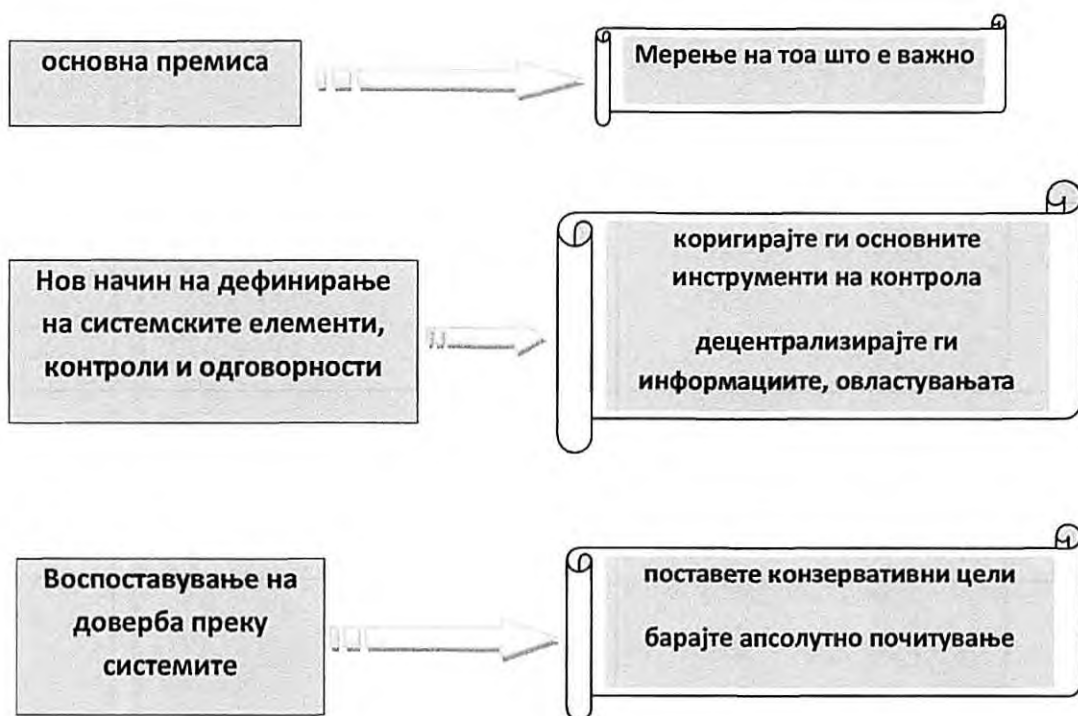 основна премиса
Мерење на тоа што е важно
Нов начин на дефинирање
на системските елементи,
контроли и одговорности
коригирајте ги основните
инструменти на контрола
децентрализирајте ги
информациите, овластувањата
Воспоставување на
доверба преку
системите
поставете конзервативни цели
барајте апсолутно почитување